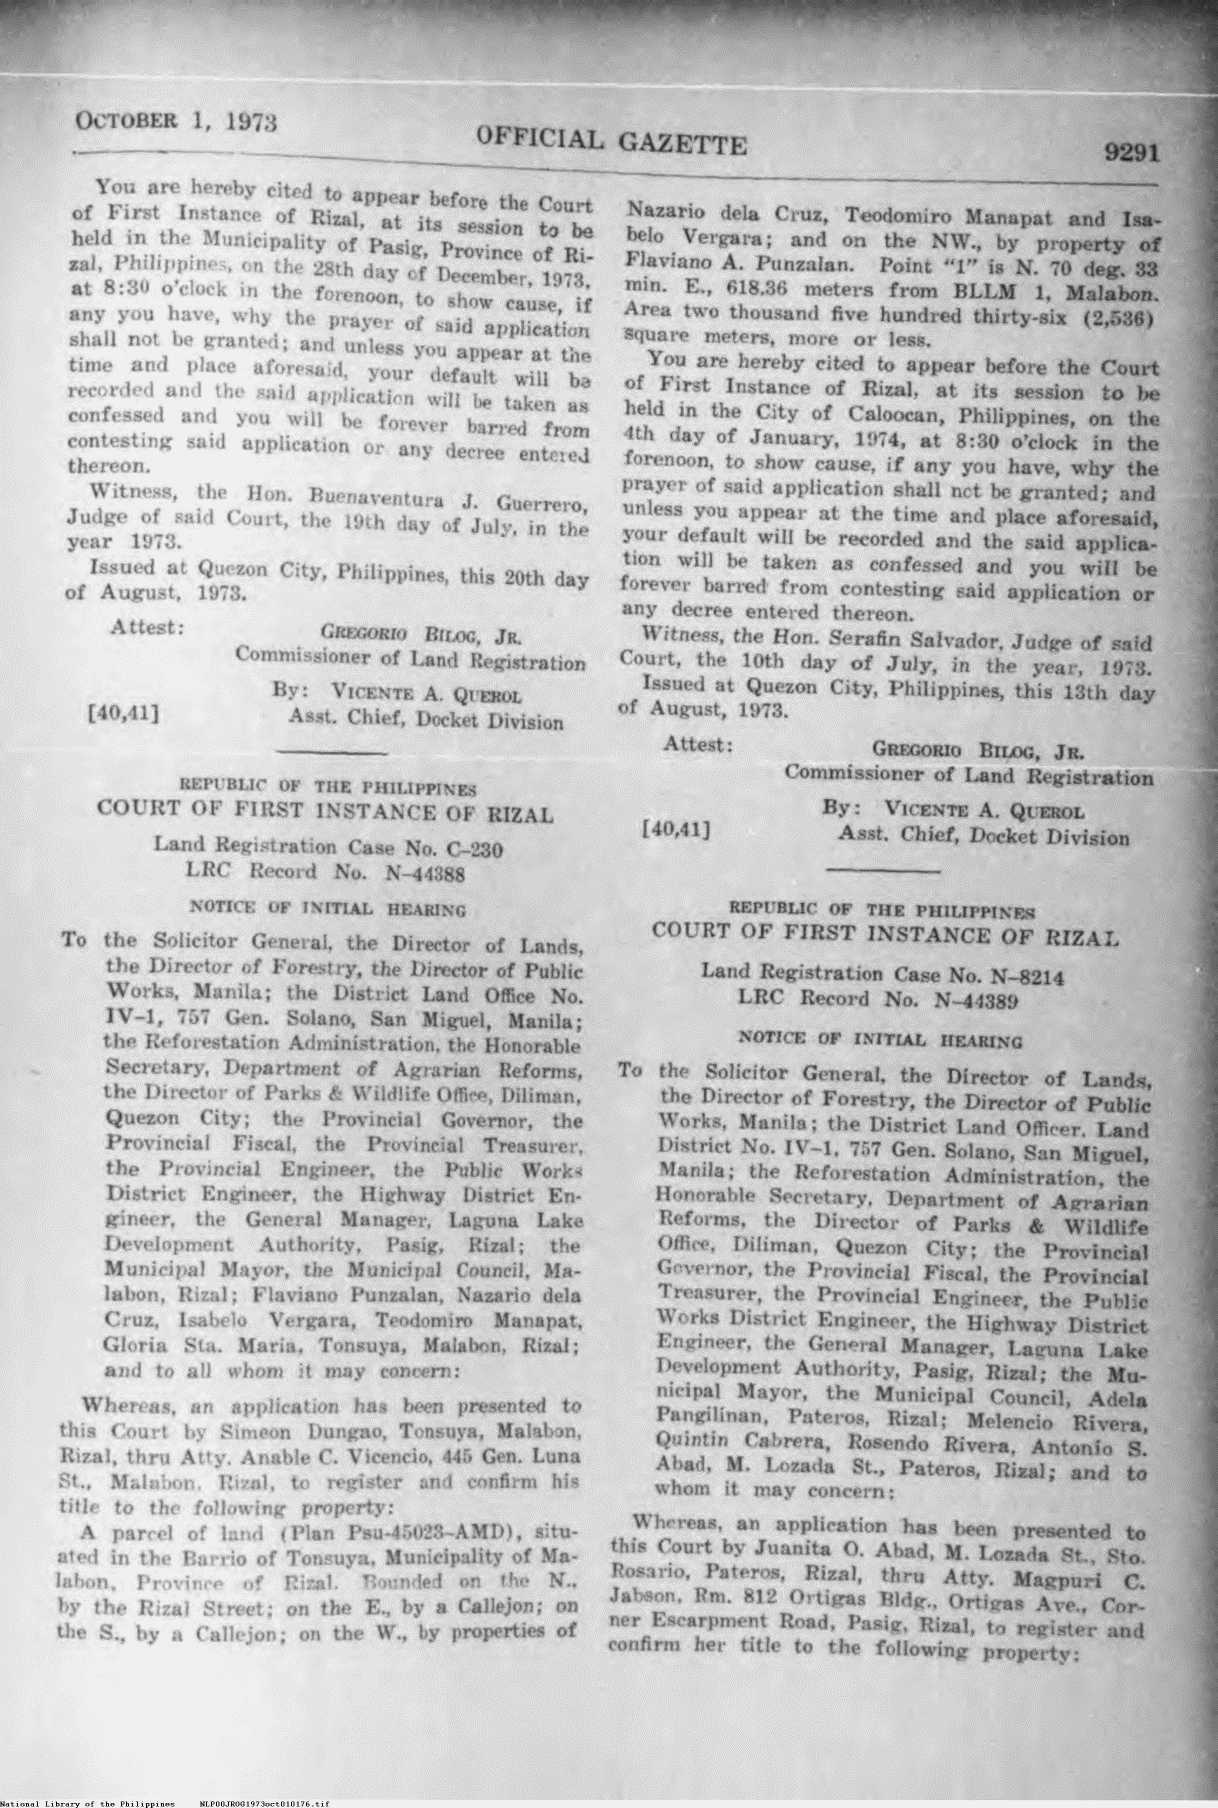 OCTOBER 1, 1973
OFFICIAL GAZETTE
9291
You are hereby cited to appear before the Court
of First Instance of Rizal, at its session to be
held in the Municipality of Pasig, Province of Ri-
zal, Philippines, on the 28th day of December, 1973,
at 8:30 o'clock in the forenoon, to show cause, if
any you have, why the prayer of said application
shall not be granted; and unless you appear at the
time and place aforesaid, your default will be
recorded and the said application will be taken as
confessed and you will be forever barred from
contesting said application or any decree entered
thereon.
Witness, the Hon. Buenaventura J. Guerrero,
Judge of said Court, the 19th day of July, in the
year 1973.
Issued at Quezon City, Philippines, this 20th day
of August, 1973.
Attest:
GREGORIO BILOG, JR.
Commissioner of Land Registration
By: VICENTE A. QUEROL
[40,41] Asst. Chief, Docket Division
REPUBLIC OF THE PHILIPPINES
COURT OF FIRST INSTANCE OF RIZAL
Land Registration Case No. C-230
LRC Record No. N-44388
NOTICE OF INITIAL HEARING
To the Solicitor General, the Director of Lands,
the Director of Forestry, the Director of Public
Works, Manila; the District Land Office No.
IV-1, 757 Gen. Solano, San Miguel, Manila;
the Reforestation Administration, the Honorable
Secretary, Department of Agrarian Reforms,
the Director of Parks & Wildlife Office, Diliman,
Quezon City; the Provincial Governor, the
Provincial Fiscal, the Provincial Treasurer,
the Provincial Engineer, the Public Works
District Engineer, the Highway District En-
gineer, the General Manager, Laguna Lake
Development Authority, Pasig, Rizal; the
Municipal Mayor, the Municipal Council, Ma-
labon, Rizal; Flaviano Punzalan, Nazario dela
Cruz, Isabelo Vergara, Teodomiro Manapat,
Gloria Sta. Maria, Tonsuya, Malabon, Rizal;
and to all whom it may concern:
Whereas, an application has been presented to
this Court by Simeon Dungao, Tonsuya, Malabon,
Rizal, thru Atty. Anable C. Vicencio, 445 Gen. Luna
St., Malabon, Rizal, to register and confirm his
title to the following property:
A parcel of land (Plan Psu-45023-AMD), situ-
ated in the Barrio of Tonsuya, Municipality of Ma-
labon, Province of Rizal. Bounded on the N.,
by the Rizal Street; on the E., by a Callejon; on
the S., by a Callejon; on the W., by properties of
Nazario dela Cruz, Teodomiro Manapat and Isa-
belo Vergara; and on the NW., by property of
Flaviano A. Punzalan. Point "1" is N. 70 deg. 33
min. E., 618.36 meters from BLLM 1, Malabon.
Area two thousand five hundred thirty-six (2,536)
square meters, more or less.
You are hereby cited to appear before the Court
of First Instance of Rizal, at its session to be
held in the City of Caloocan, Philippines, on the
4th day of January, 1974, at 8:30 o'clock in the
forenoon, to show cause, if any you have, why the
prayer of said application shall not be granted; and
unless you appear at the time and place aforesaid,
your default will be recorded and the said applica-
tion will be taken as confessed and you will be
forever barred from contesting said application or
any decree entered thereon.
Witness, the Hon. Serafin Salvador, Judge of said
Court, the 10th day of July, in the year, 1973.
Issued at Quezon City, Philippines, this 13th day
of August, 1973.
Attest:
GREGORIO BILOG, JR.
Commissioner of Land Registration
By: VICENTE A. QUEROL
[40,41] Asst. Chief, Docket Division
REPUBLIC OF THE PHILIPPINES
COURT OF FIRST INSTANCE OF RIZAL
Land Registration Case No. N-8214
LRC Record No. N-44389
NOTICE OF INITIAL HEARING
To the Solicitor General, the Director of Lands,
the Director of Forestry, the Director of Public
Works, Manila; the District Land Officer, Land
District No. IV-1, 757 Gen. Solano, San Miguel,
Manila; the Reforestation Administration, the
Honorable Secretary, Department of Agrarian
Reforms, the Director of Parks & Wildlife
Office, Diliman, Quezon City; the Provincial
Governor, the Provincial Fiscal, the Provincial
Treasurer, the Provincial Engineer, the Public
Works District Engineer, the Highway District
Engineer, the General Manager, Laguna Lake
Development Authority, Pasig, Rizal; the Mu-
nicipal Mayor, the Municipal Council, Adela
Pangilinan, Pateros, Rizal; Melencio Rivera,
Quintin Cabrera, Rosendo Rivera, Antonio S.
Abad, M. Lozada St., Pateros, Rizal; and to
whom it may concern:
Whereas, an application has been presented to
this Court by Juanita O. Abad, M. Lozada St., Sto.
Rosario, Pateros, Rizal, thru Atty. Magpuri C.
Jabson, Rm. 812 Ortigas Bldg., Ortigas Ave., Cor-
ner Escarpment Road, Pasig, Rizal, to register and
confirm her title to the following property:
National Library of the Philippines NLP00JROG1973oct010176.tif